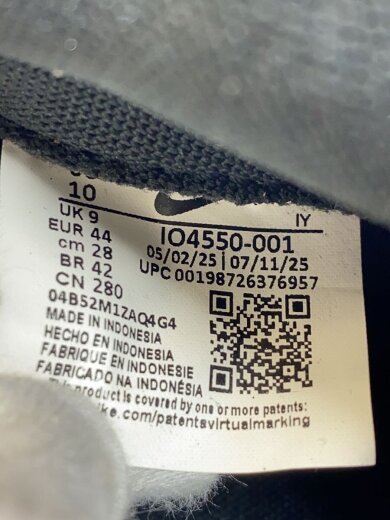 10
IY
UK 9
EUR 44
cm 28
BR 42
CN 280
IO4550-001
05/02/25 | 07/11/25
UPC 00198726376957
04BS2M1ZAQ4G4
MADE IN INDONESIA
HECHO EN INDONESIA
FABRIQUE EN INDONESIE
FABRICADO NA INDONÉSIA
This product is covered by one or more patents:
ke.com/patentsvirtualmarking